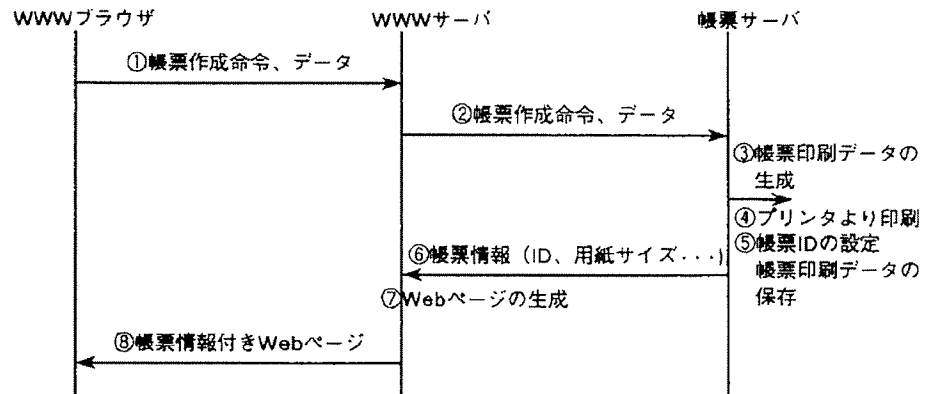 WWWブラウザ
WWWサーバ
帳票サーバ
①帳票作成命令、データ
②帳票作成命令、データ
③帳票印刷データの
生成
④プリンタより印刷
⑤帳票IDの設定
帳票印刷データの
保存
⑥帳票情報（ID、用紙サイズ・・・)
⑦Webページの生成
⑧帳票情報付きWebページ